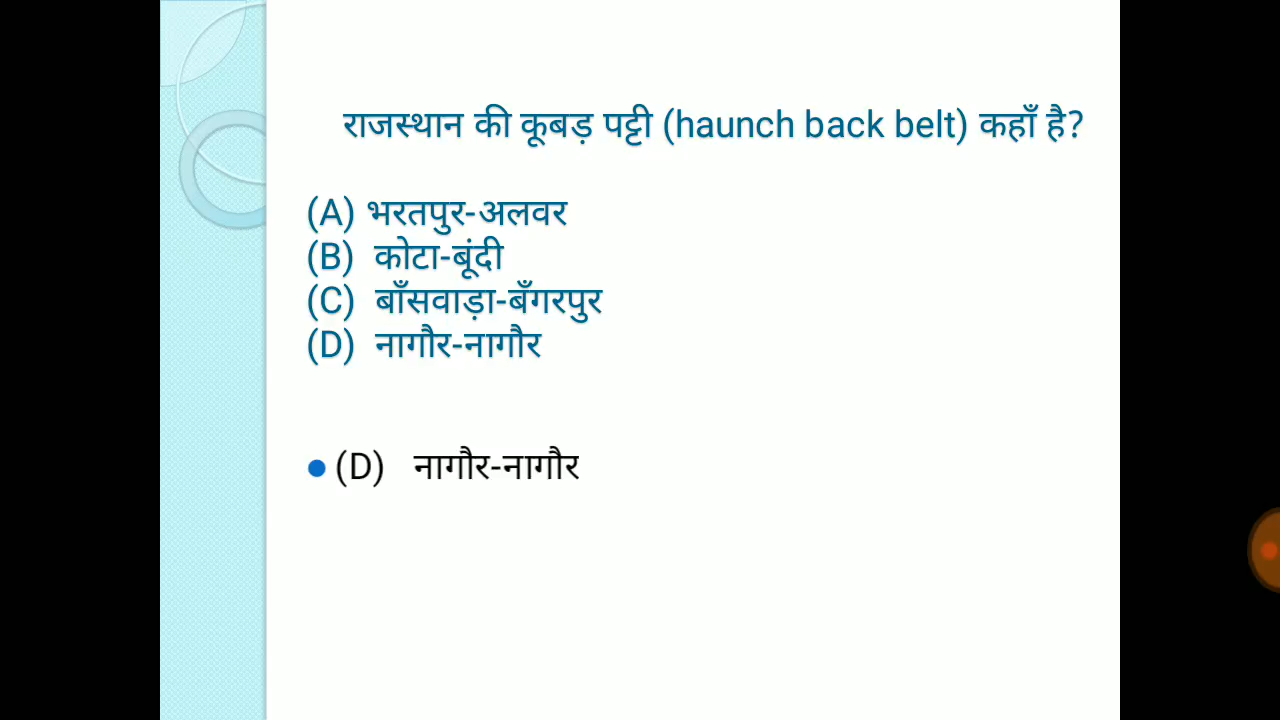 राजस्थान की कूबड़ पट्टी (haunch back belt) कहाँ है?
(A) भरतपुर-अलवर
(B) कोटा-बूंदी
(C) बाँसवाड़ा-बँगरपुर
(D) नागौर-नागौर
(D) नागौर-नागौर